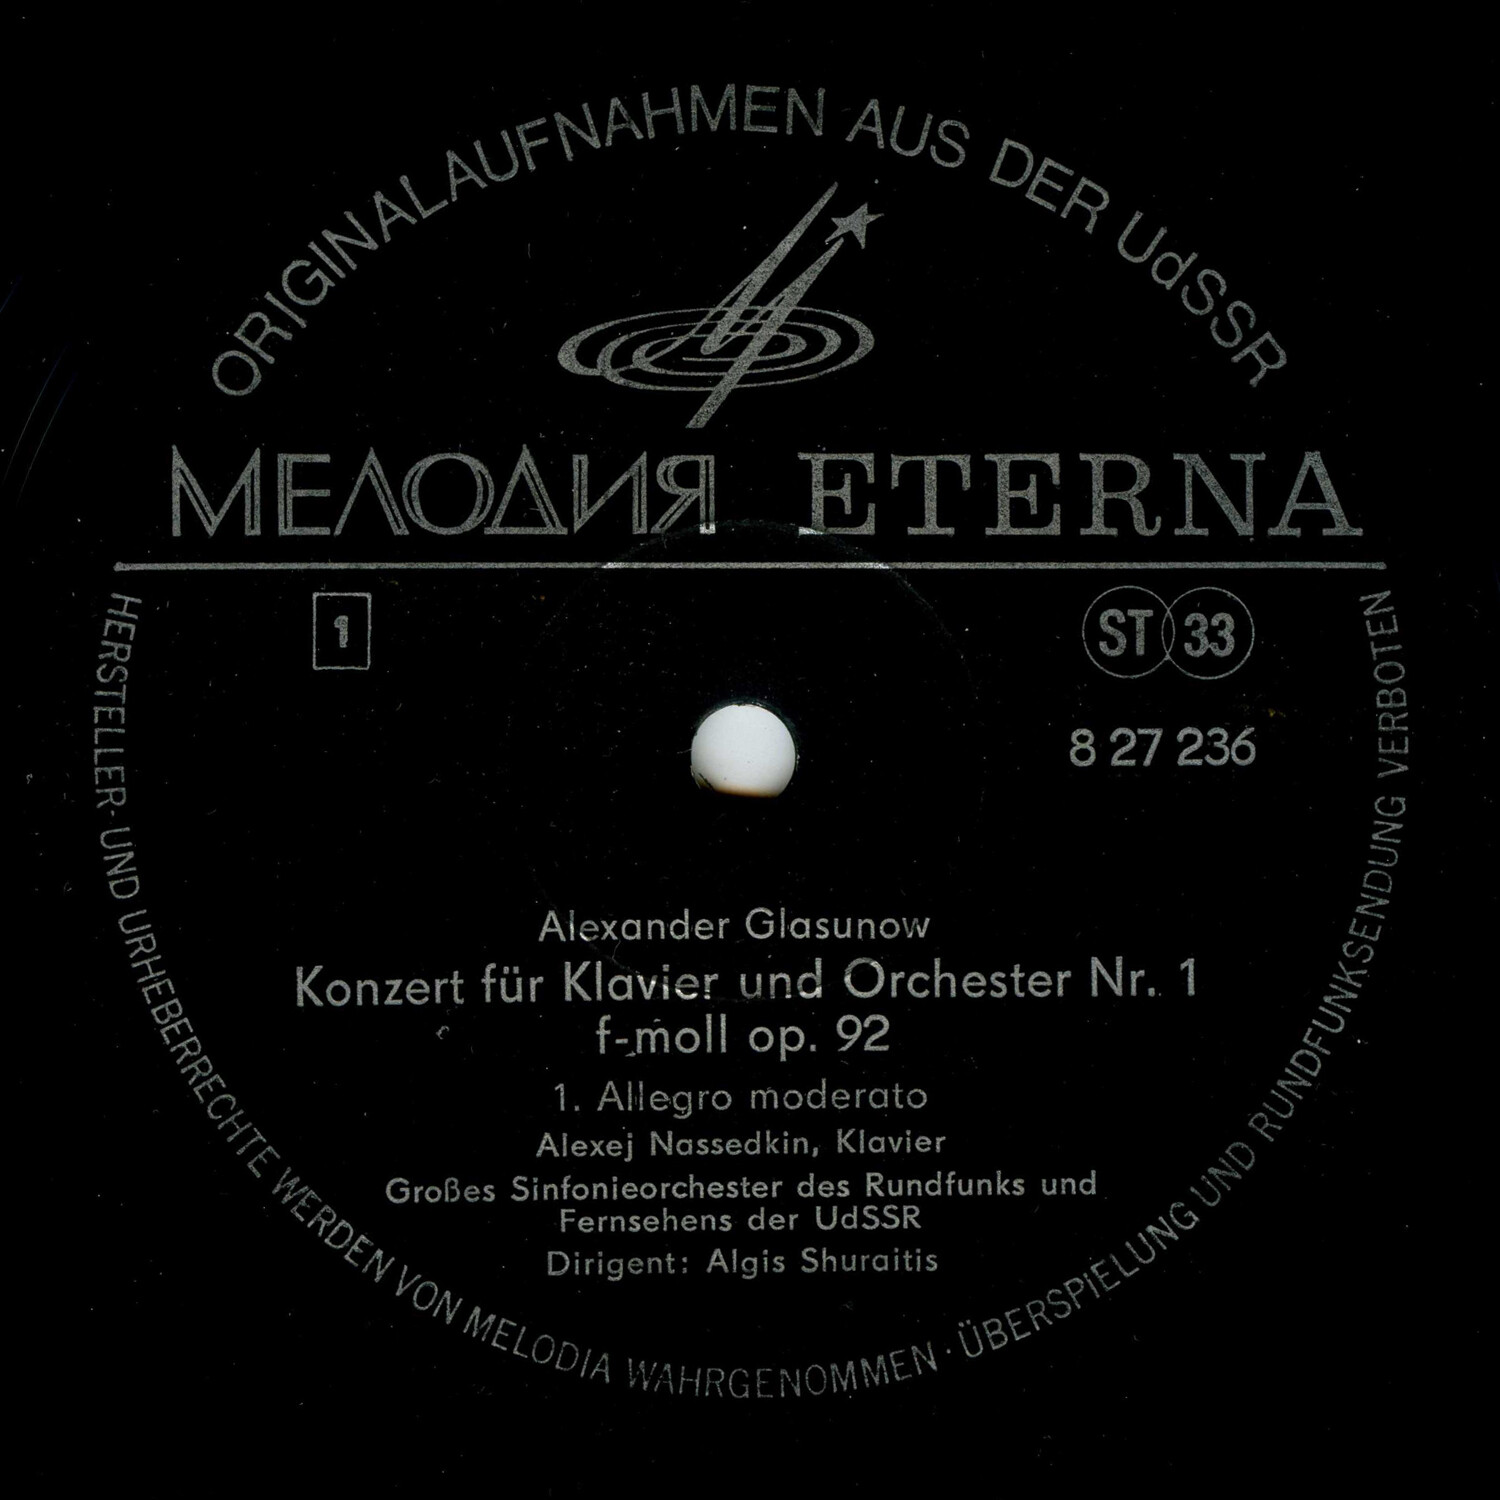 ORIGINALAUFNAHMEN AUS DER UdSSR
МЕЛОДИЯ ETERNA
1
ST 33
8 27 236
Alexander Glasunow
Konzert für Klavier und Orchester Nr. 1
f-moll op. 92
1. Allegro moderato
Alexej Nassedkin, Klavier
Großes Sinfonieorchester des Rundfunks und
Fernsehens der UdSSR
Dirigent: Algis Shuraitis
HERSTELLER- UND URHEBERRECHTE WERDEN VON MELODIA WAHRGENOMMEN · ÜBERSPIELUNG UND RUNDFUNKSENDUNG VERBOTEN